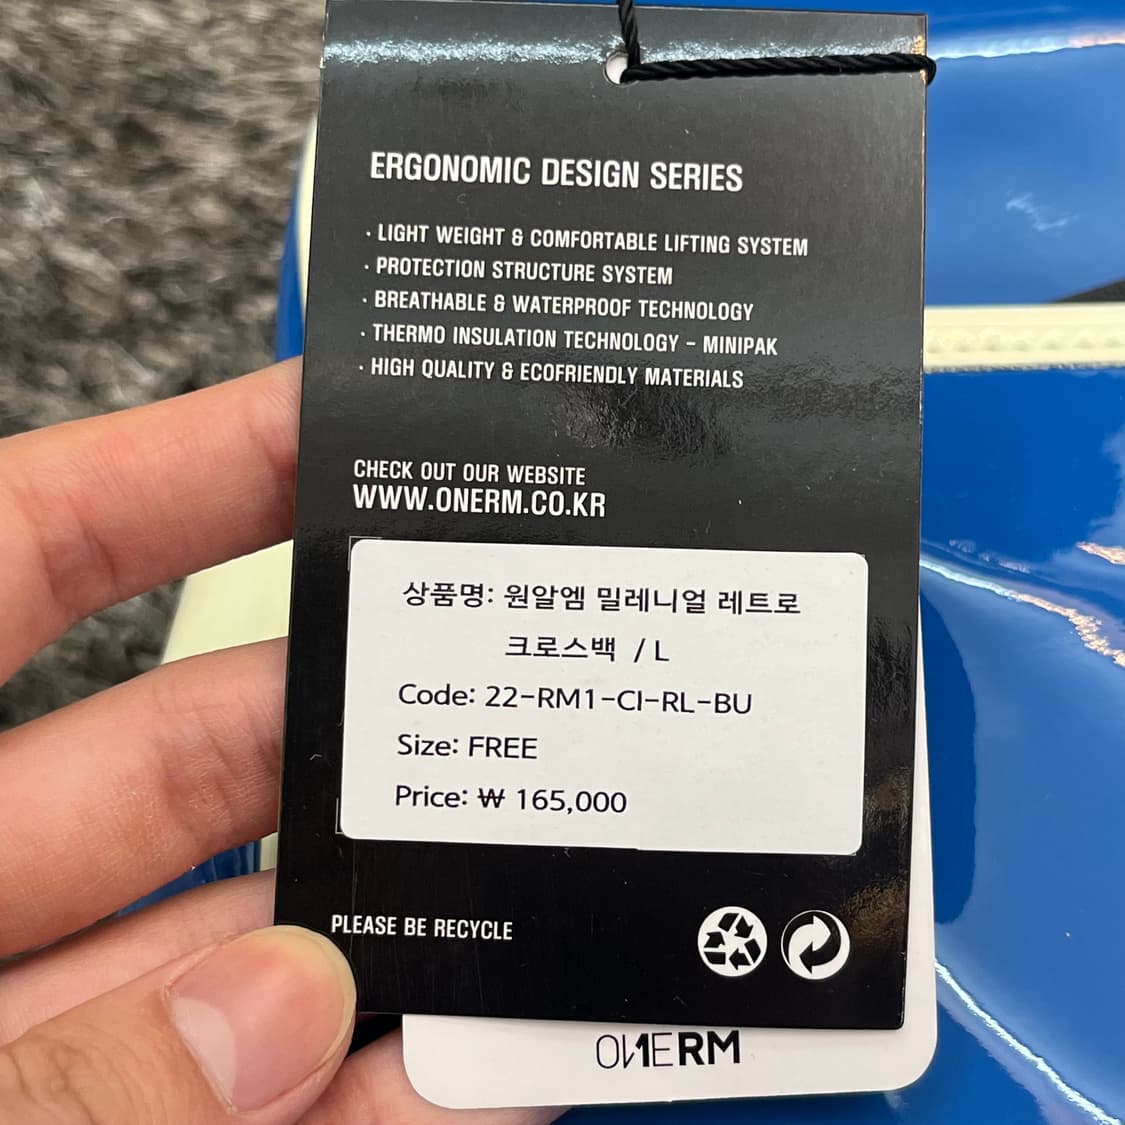 ERGONOMIC DESIGN SERIES
· LIGHT WEIGHT & COMFORTABLE LIFTING SYSTEM
· PROTECTION STRUCTURE SYSTEM
· BREATHABLE & WATERPROOF TECHNOLOGY
· THERMO INSULATION TECHNOLOGY - MINIPAK
· HIGH QUALITY & ECOFRIENDLY MATERIALS
CHECK OUT OUR WEBSITE
WWW.ONERM.CO.KR
상품명: 원알엠 밀레니얼 레트로
크로스백 / L
Code: 22-RM1-CI-RL-BU
Size: FREE
Price: ₩ 165,000
PLEASE BE RECYCLE
ONERM